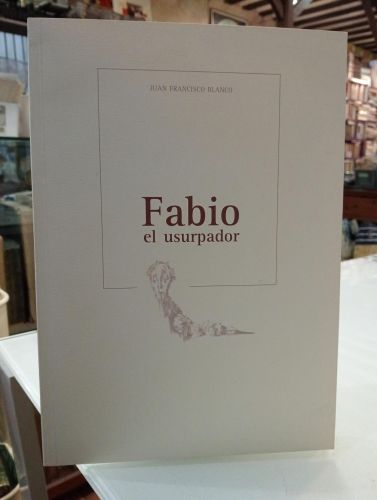 JUAN FRANCISCO BLANCO
Fabio
el usurpador